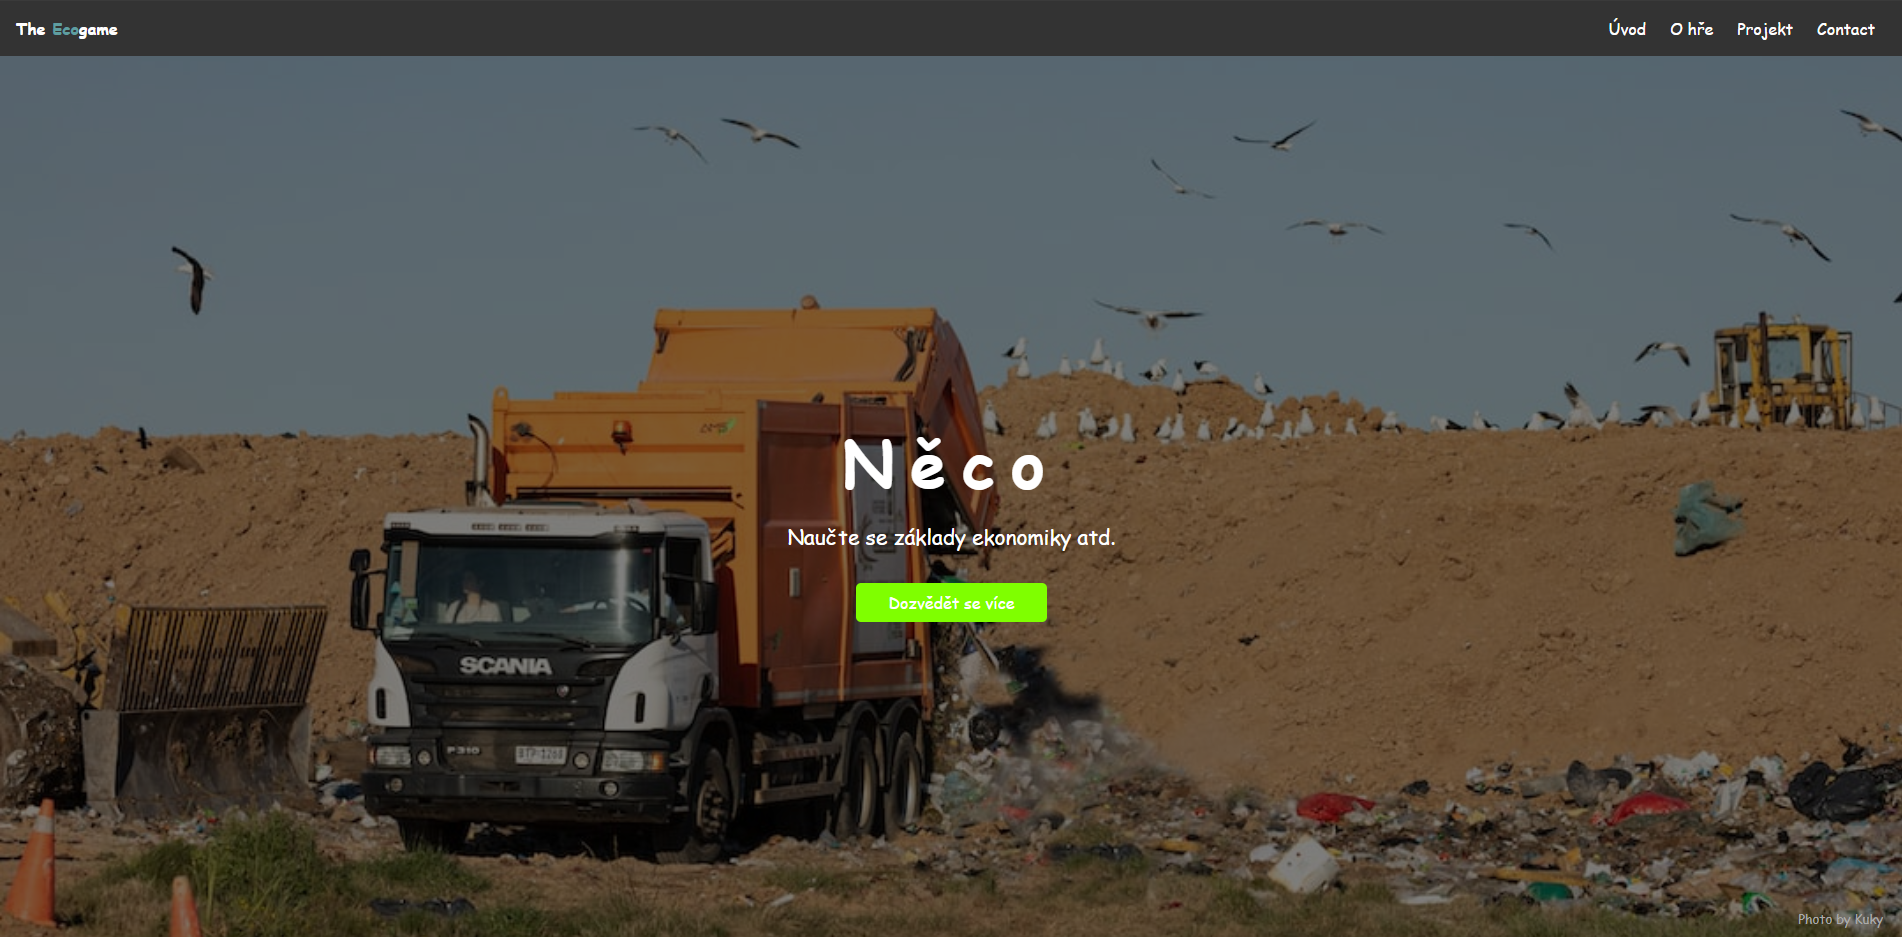 The Ecogame
Úvod O hře Projekt Contact
Něco
Naučte se základy ekonomiky atd.
Dozvědět se více
SCANIA
P 310
Photo by Kuky